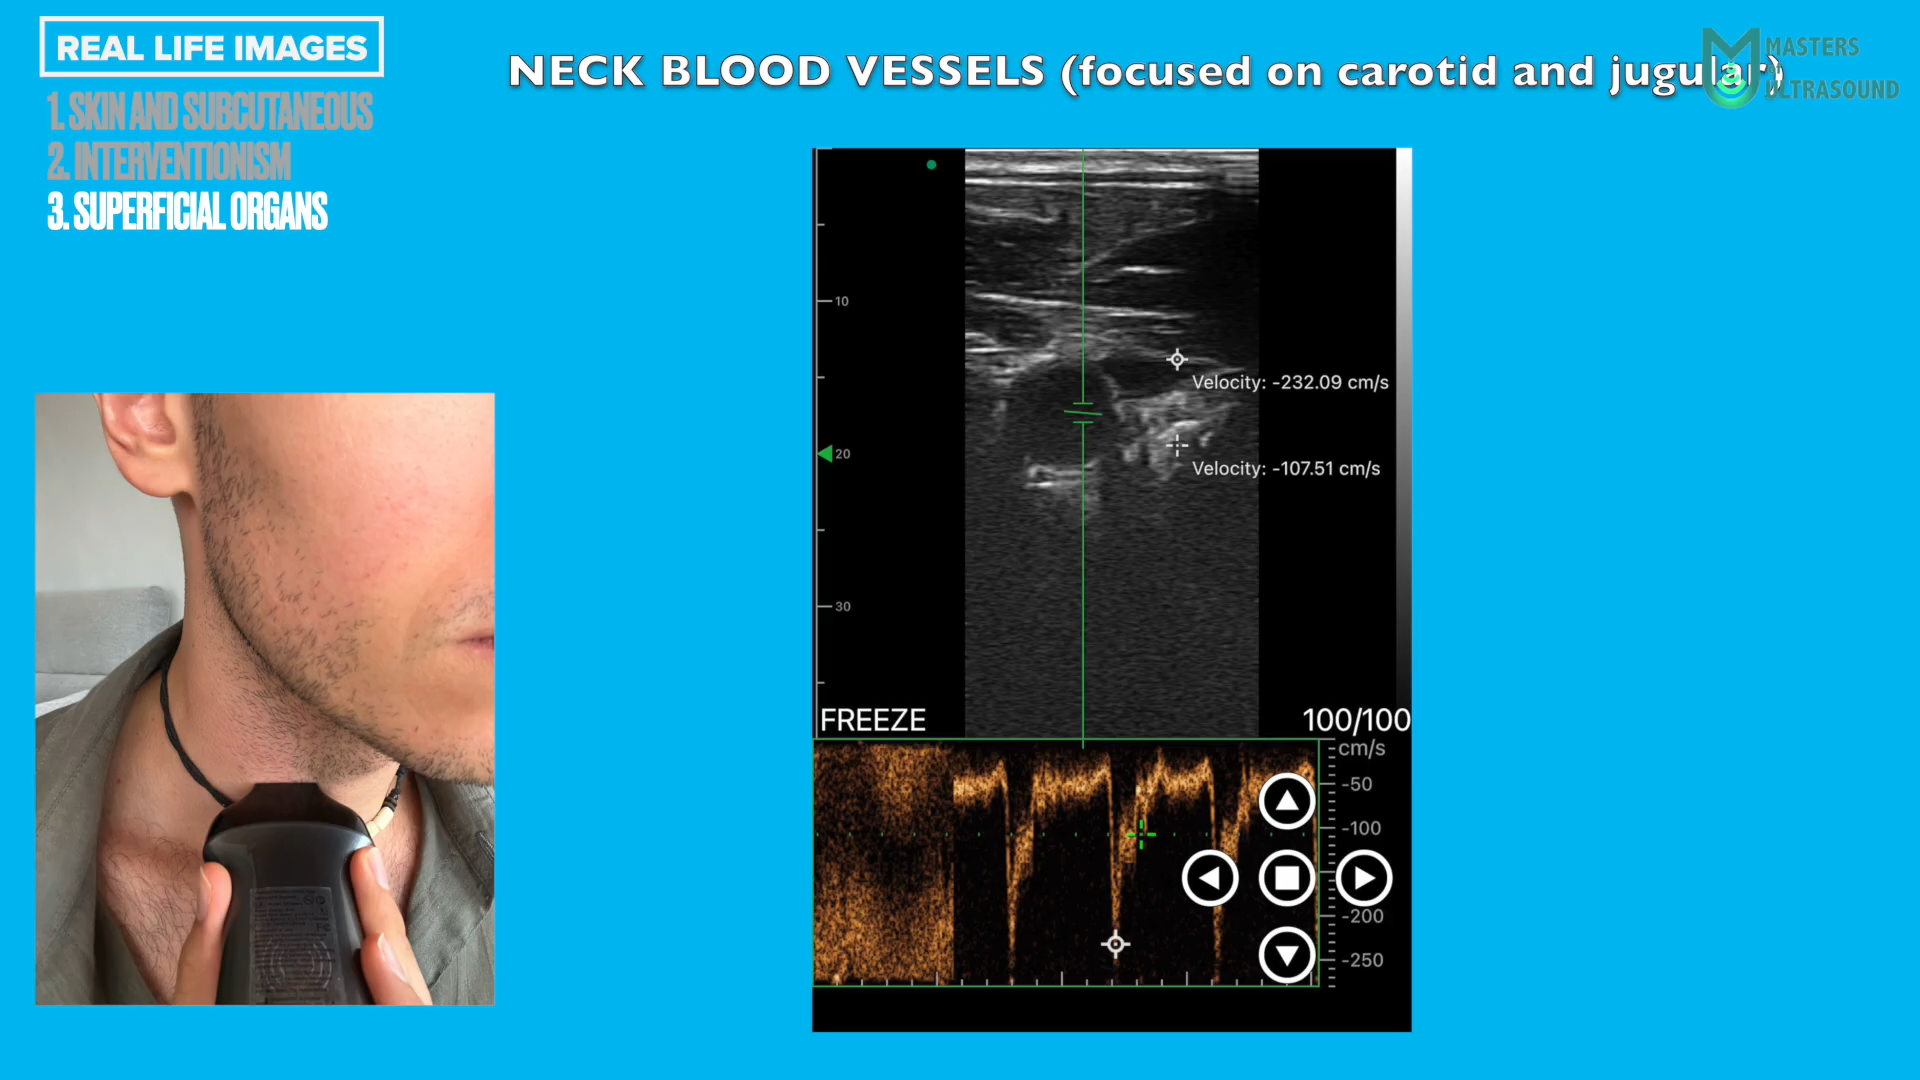 REAL LIFE IMAGES
1. SKIN AND SUBCUTANEOUS
2. INTERVENTIONISM
3. SUPERFICIAL ORGANS
NECK BLOOD VESSELS (focused on carotid and jugular)
MASTERS
ULTRASOUND
10
20
30
Velocity: -232.09 cm/s
Velocity: -107.51 cm/s
FREEZE
100/100
cm/s
-50
-100
-200
-250